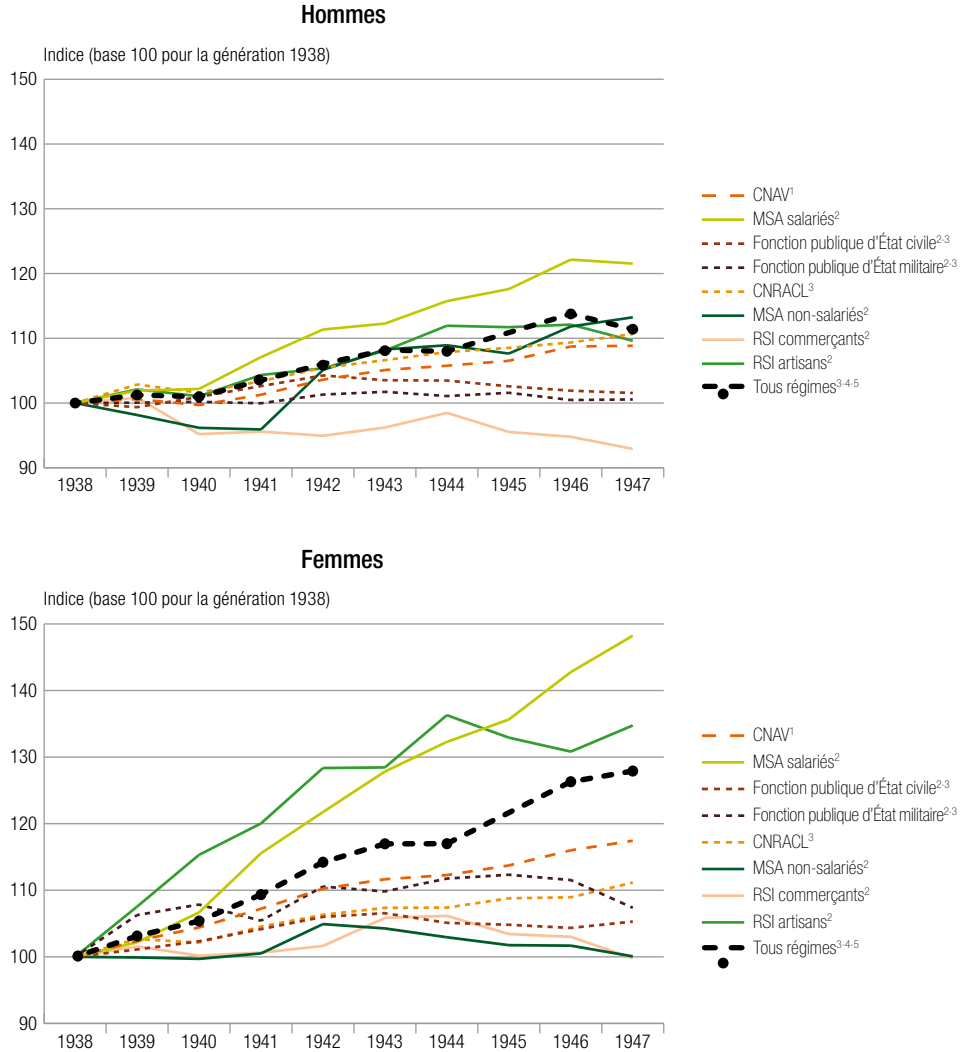 Hommes
Indice (base 100 pour la génération 1938)
150
140
130
120
110
100
90
1938 1939 1940 1941 1942 1943 1944 1945 1946 1947
CNAV¹
MSA salariés²
Fonction publique d'État civile²⁻³
Fonction publique d'État militaire²⁻³
CNRACL³
MSA non-salariés²
RSI commerçants²
RSI artisans²
Tous régimes³⁻⁴⁻⁵
Femmes
Indice (base 100 pour la génération 1938)
150
140
130
120
110
100
90
1938 1939 1940 1941 1942 1943 1944 1945 1946 1947
CNAV¹
MSA salariés²
Fonction publique d'État civile²⁻³
Fonction publique d'État militaire²⁻³
CNRACL³
MSA non-salariés²
RSI commerçants²
RSI artisans²
Tous régimes³⁻⁴⁻⁵